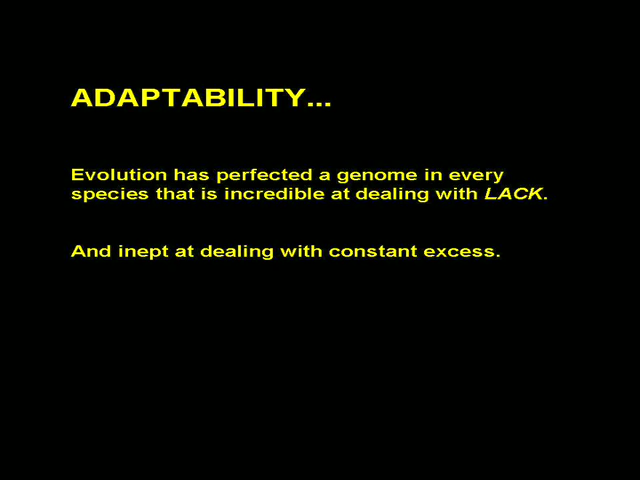 ADAPTABILITY...
Evolution has perfected a genome in every
species that is incredible at dealing with LACK.
And inept at dealing with constant excess.